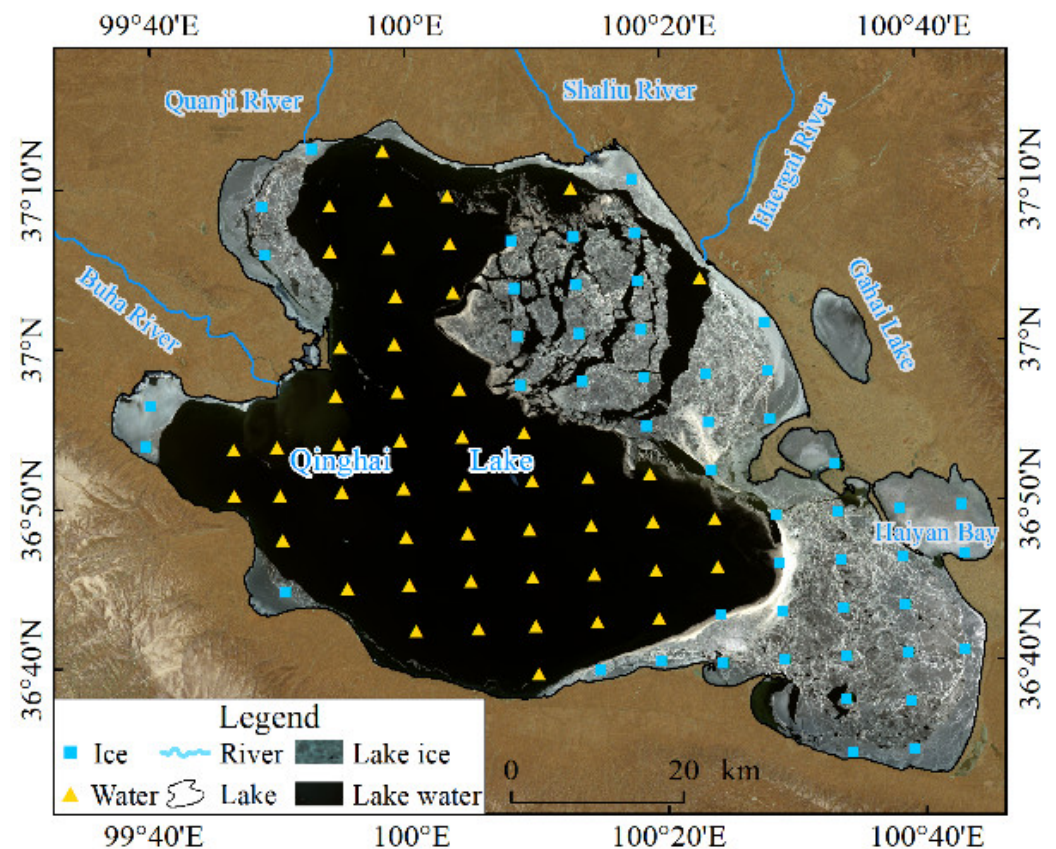 99°40'E 100°0'E 100°20'E 100°40'E
Quanji River
Shaliu River
Haergai River
Buha River
Gahai Lake
Qinghai Lake
Haiyan Bay
37°10'N
37°N
36°50'N
36°40'N
37°10'N
37°N
36°50'N
36°40'N
Legend
Ice River Lake ice
Water Lake Lake water
0 20 km
99°40'E 100°0'E 100°20'E 100°40'E